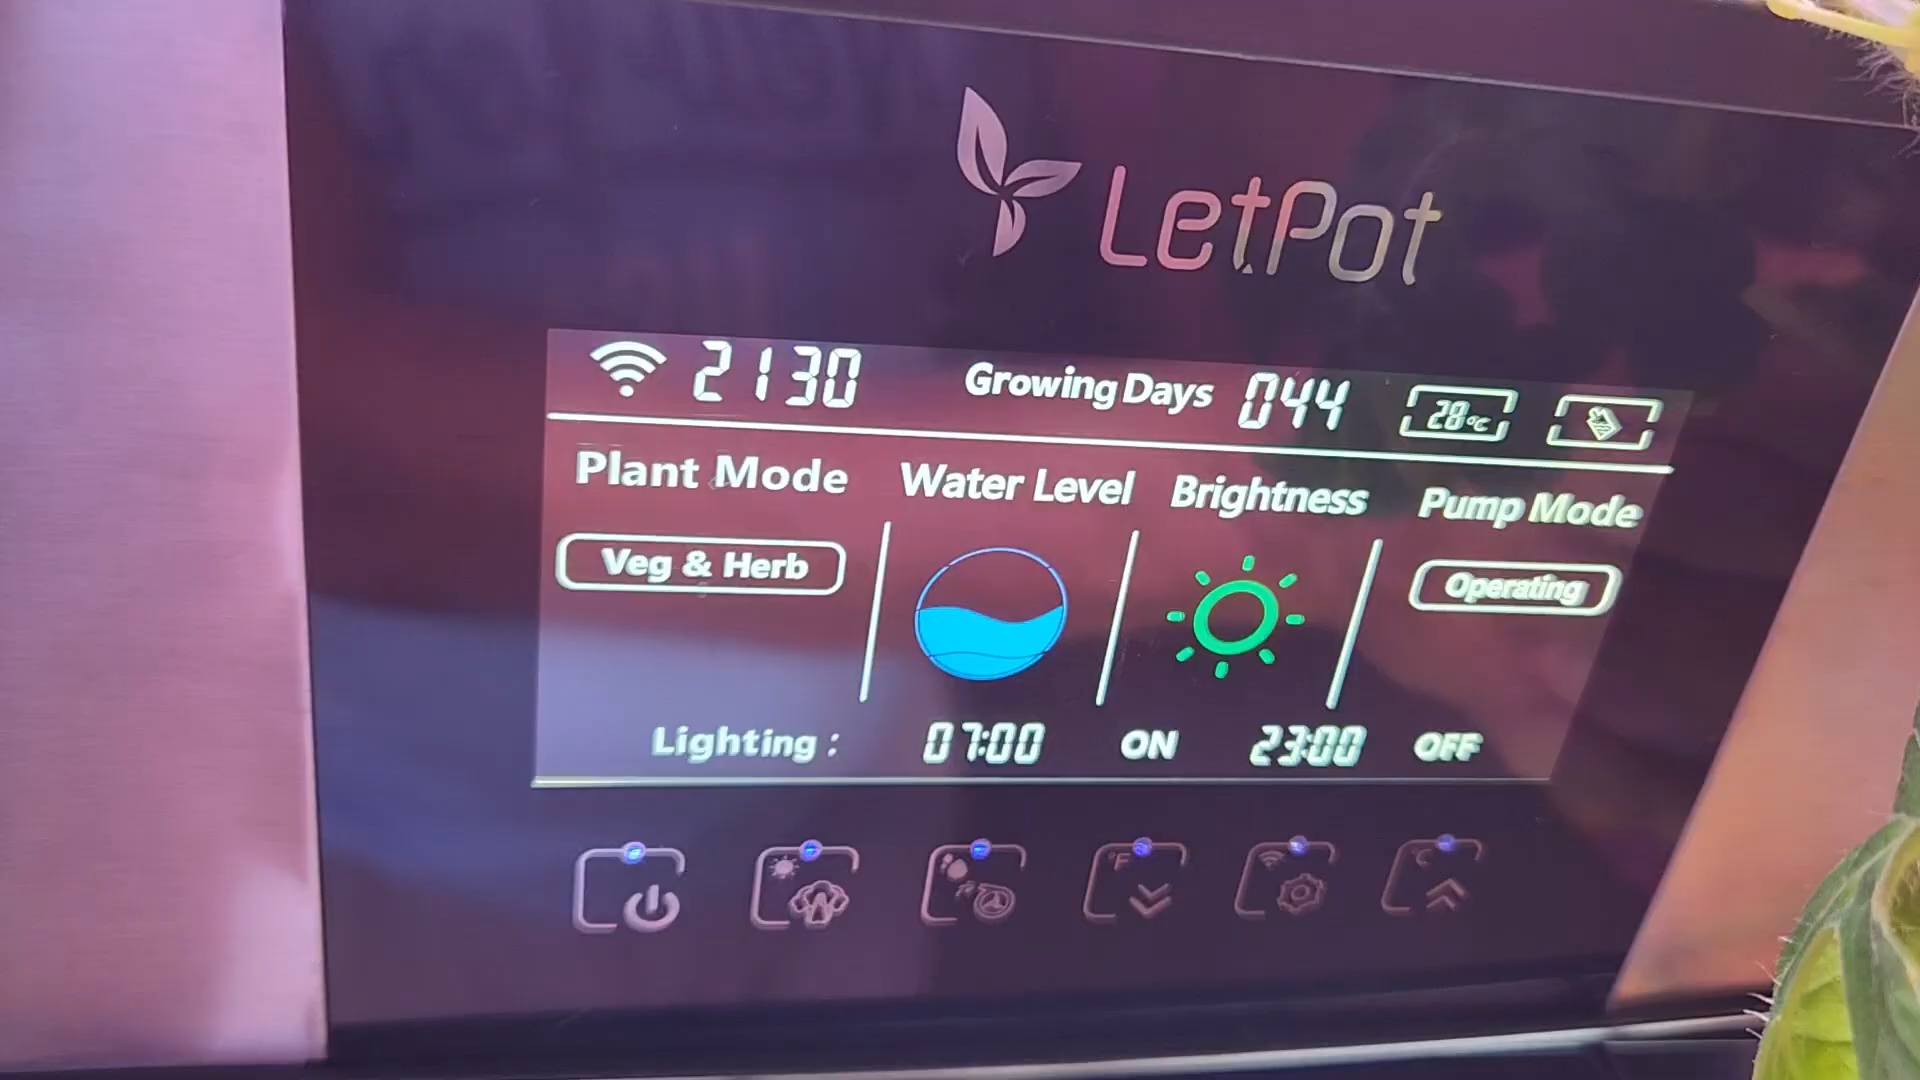 LetPot
2130 Growing Days 044 28°C
Plant Mode Water Level Brightness Pump Mode
Veg & Herb Operating
Lighting : 07:00 ON 23:00 OFF
°F °C